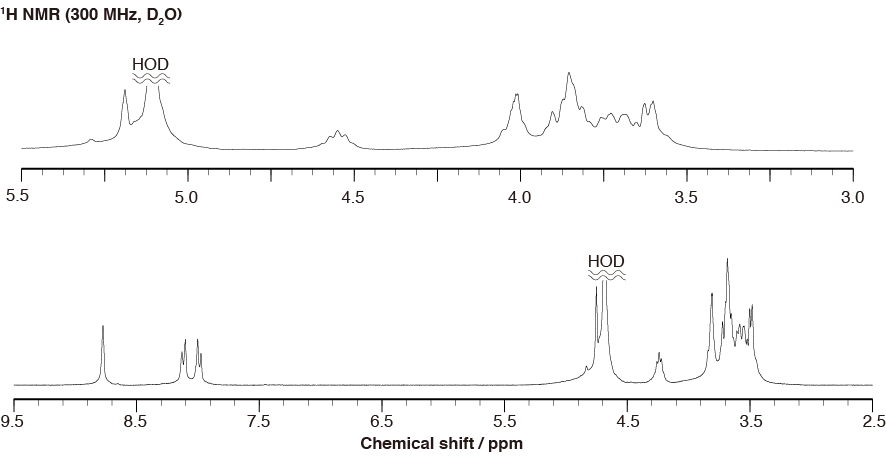 ¹H NMR (300 MHz, D₂O)
HOD
5.5 5.0 4.5 4.0 3.5 3.0
HOD
9.5 8.5 7.5 6.5 5.5 4.5 3.5 2.5
Chemical shift / ppm